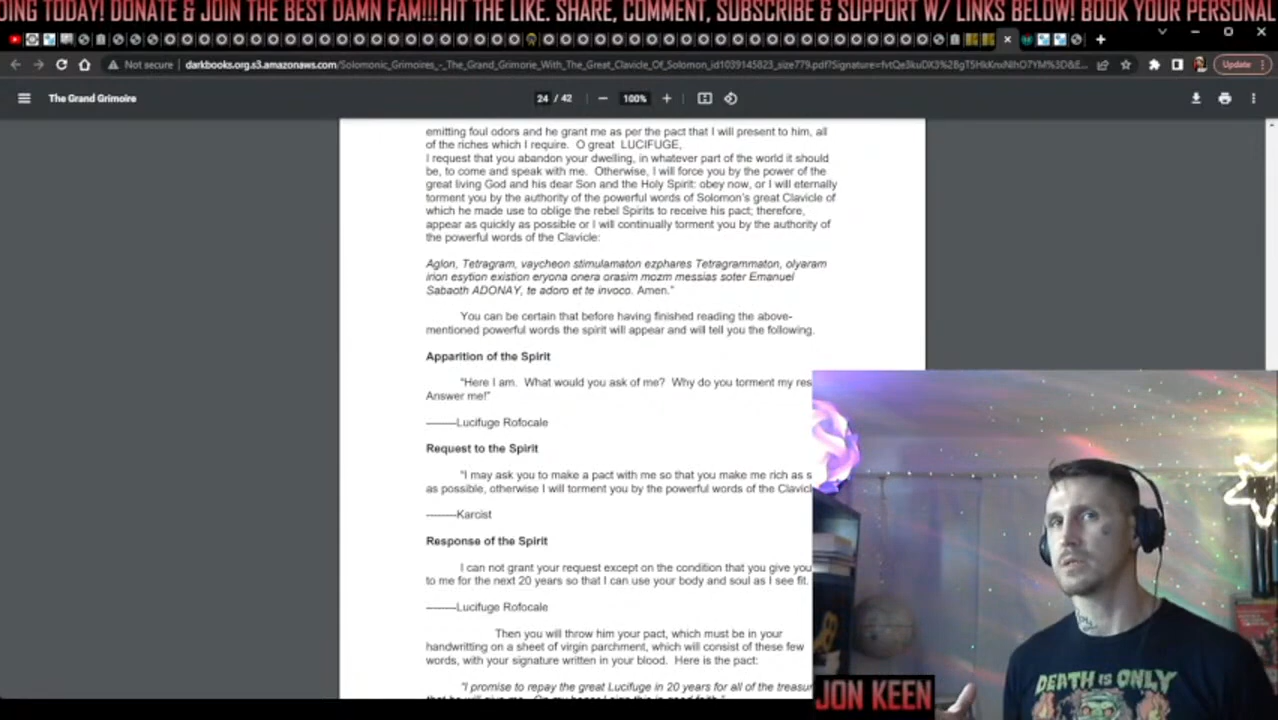 DING TODAY! DONATE & JOIN THE BEST DAMN FAM!!!HIT THE LIKE. SHARE, COMMENT, SUBSCRIBE & SUPPORT W/ LINKS BELOW! BOOK YOUR PERSONAL
Not secure | darkbooks.org.s3.amazonaws.com/Solomonic_Grimoires_-_The_Grand_Grimorie_With_The_Great_Clavicle_Of_Solomon_id1039145823_size779.pdf?
Update
The Grand Grimoire
24 / 42
100%
emitting foul odors and he grant me as per the pact that I will present to him, all
of the riches which I require. O great LUCIFUGE,
I request that you abandon your dwelling, in whatever part of the world it should
be, to come and speak with me. Otherwise, I will force you by the power of the
great living God and his dear Son and the Holy Spirit: obey now, or I will eternally
torment you by the authority of the powerful words of Solomon's great Clavicle of
which he made use to oblige the rebel Spirits to receive his pact; therefore,
appear as quickly as possible or I will continually torment you by the authority of
the powerful words of the Clavicle:
Aglon, Tetragram, vaycheon stimulamaton ezphares Tetragrammaton, olyaram
irion esytion existion eryona onera orasim mozm messias soter Emanuel
Sabaoth ADONAY, te adoro et te invoco. Amen."
You can be certain that before having finished reading the above-
mentioned powerful words the spirit will appear and will tell you the following.
Apparition of the Spirit
"Here I am. What would you ask of me? Why do you torment my res
Answer me!"
———Lucifuge Rofocale
Request to the Spirit
"I may ask you to make a pact with me so that you make me rich as s
as possible, otherwise I will torment you by the powerful words of the Clavicl
———Karcist
Response of the Spirit
I can not grant your request except on the condition that you give you
to me for the next 20 years so that I can use your body and soul as I see fit.
———Lucifuge Rofocale
Then you will throw him your pact, which must be in your
handwritting on a sheet of virgin parchment, which will consist of these few
words, with your signature written in your blood. Here is the pact:
"I promise to repay the great Lucifuge in 20 years for all of the treasur
DEATH IS ONLY
JON KEEN